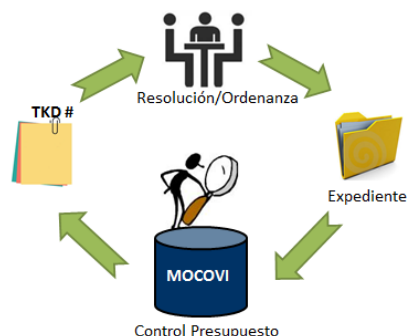 Resolución/Ordenanza
TKD #
Expediente
MOCOVI
Control Presupuesto